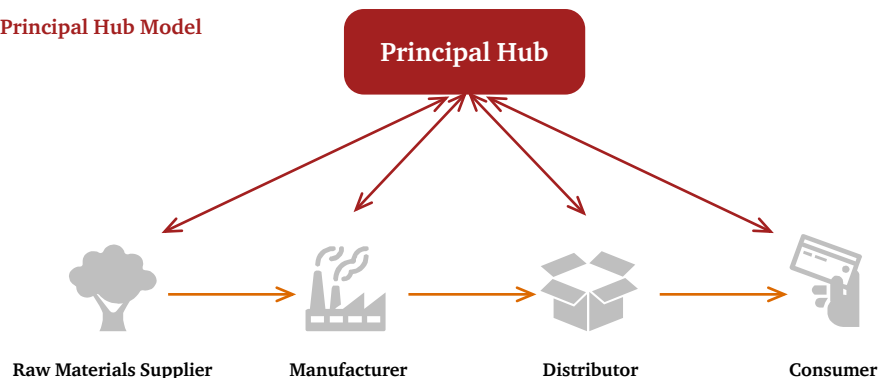 Principal Hub Model
Principal Hub
Raw Materials Supplier
Manufacturer
Distributor
Consumer